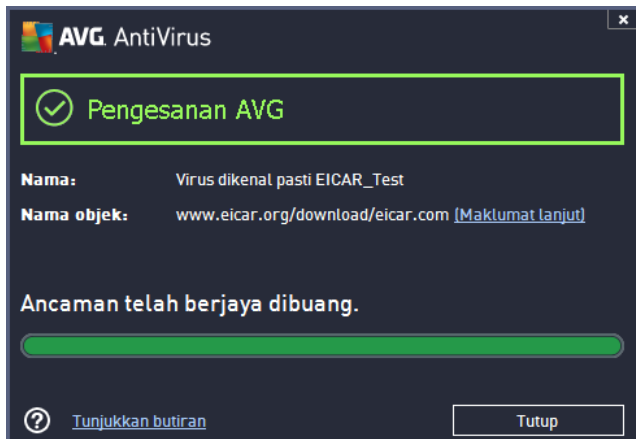 AVG. AntiVirus
Pengesanan AVG
Nama: Virus dikenal pasti EICAR_Test
Nama objek: www.eicar.org/download/eicar.com (Maklumat lanjut)
Ancaman telah berjaya dibuang.
? Tunjukkan butiran Tutup